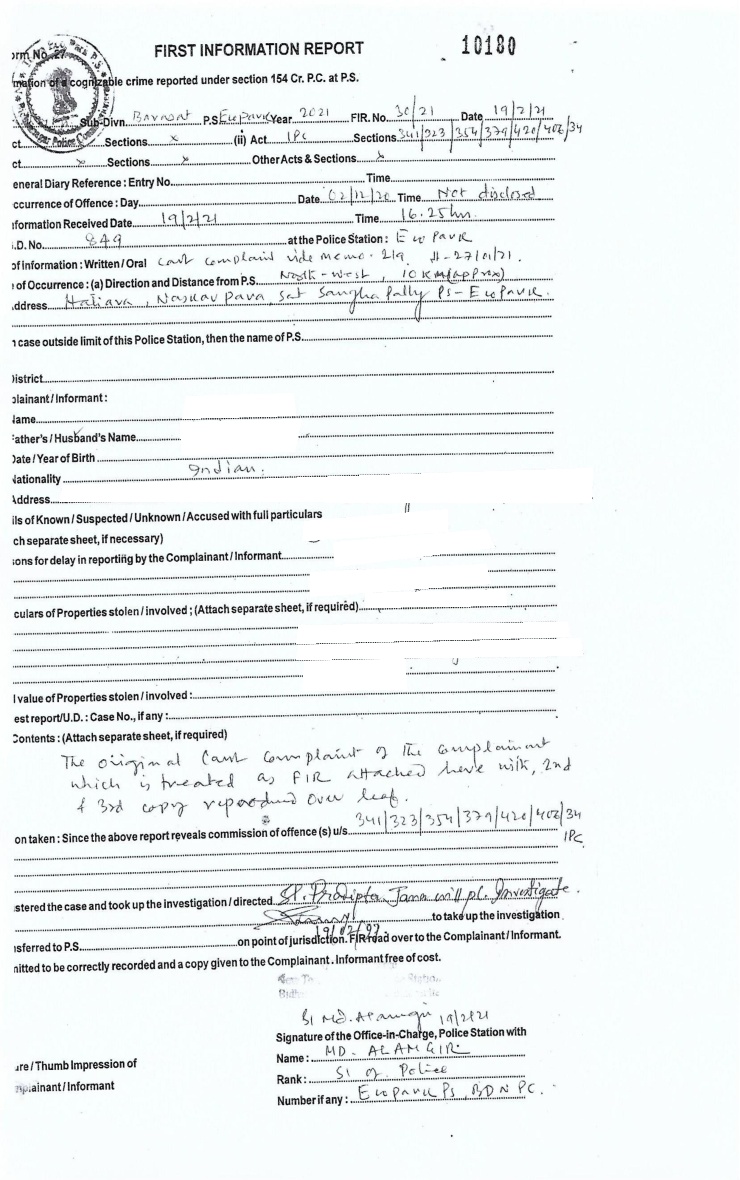 FIRST INFORMATION REPORT 10180
orm No. 27
mation of a cognizable crime reported under section 154 Cr. P.C. at P.S.
Sub-Divn. Barasat P.S Ecopark Year 2021 FIR. No. 30/21 Date 19/2/21
ct Sections x (ii) Act IPC Sections 341/323/354/379/420/406/34
ct x Sections x Other Acts & Sections x
eneral Diary Reference : Entry No. Time
ccurrence of Offence : Day Date 02/12/20 Time Not disclosed
nformation Received Date 19/2/21 Time 16.25 hrs.
.D. No. 849 at the Police Station : Eco Park
of information : Written / Oral Court complaint vide memo - 219 dt - 27/01/21.
of Occurrence : (a) Direction and Distance from P.S. North - West, 10 KM (approx)
ddress Hatiara, Naskar para, Sat Sangha Pally PS - Eco Park.
n case outside limit of this Police Station, then the name of P.S.
istrict
plainant / Informant :
lame
Father's / Husband's Name
Date / Year of Birth
Nationality Indian.
Address
ils of Known / Suspected / Unknown / Accused with full particulars
ch separate sheet, if necessary)
ons for delay in reporting by the Complainant / Informant
culars of Properties stolen / involved ; (Attach separate sheet, if required)
l value of Properties stolen / involved :
est report/U.D. : Case No., if any :
Contents : (Attach separate sheet, if required)
The original Court complaint of the complainant
which is treated as FIR attached here with, 2nd
& 3rd copy reproduced over leaf.
on taken : Since the above report reveals commission of offence (s) u/s 341/323/354/379/420/406/34
IPC
stered the case and took up the investigation / directed SI. Pradipta Jana will pl. Investigate.
to take up the investigation
nsferred to P.S. on point of jurisdiction. FIR read over to the Complainant / Informant.
nitted to be correctly recorded and a copy given to the Complainant . Informant free of cost.
SI Md. Alamgir 19/2/21
Signature of the Office-in-Charge, Police Station with
Name : MD. ALAMGIR
Rank : SI of Police
Number if any : Ecopark PS, BDN PC.
ure / Thumb Impression of
plainant / Informant